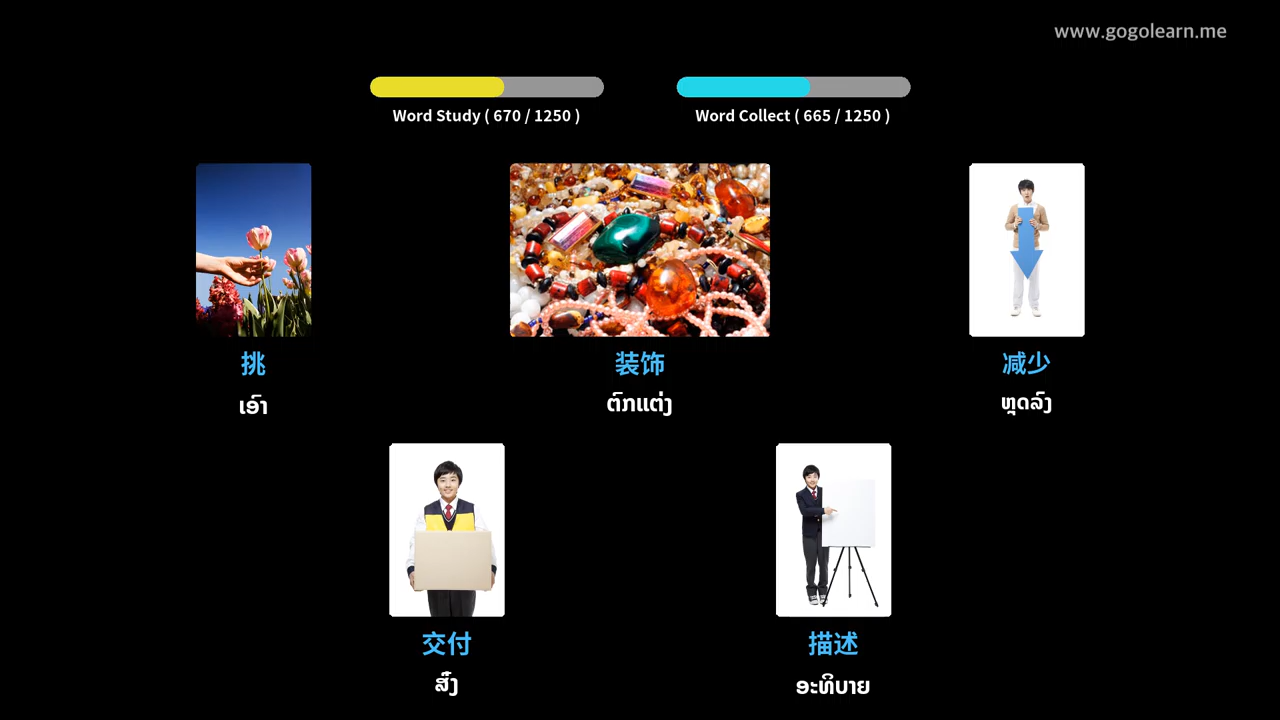 www.gogolearn.me
Word Study ( 670 / 1250 )
Word Collect ( 665 / 1250 )
挑
ເອົາ
装饰
ຕົກແຕ່ງ
减少
ຫຼຸດລົງ
交付
ສົ່ງ
描述
ອະທິບາຍ